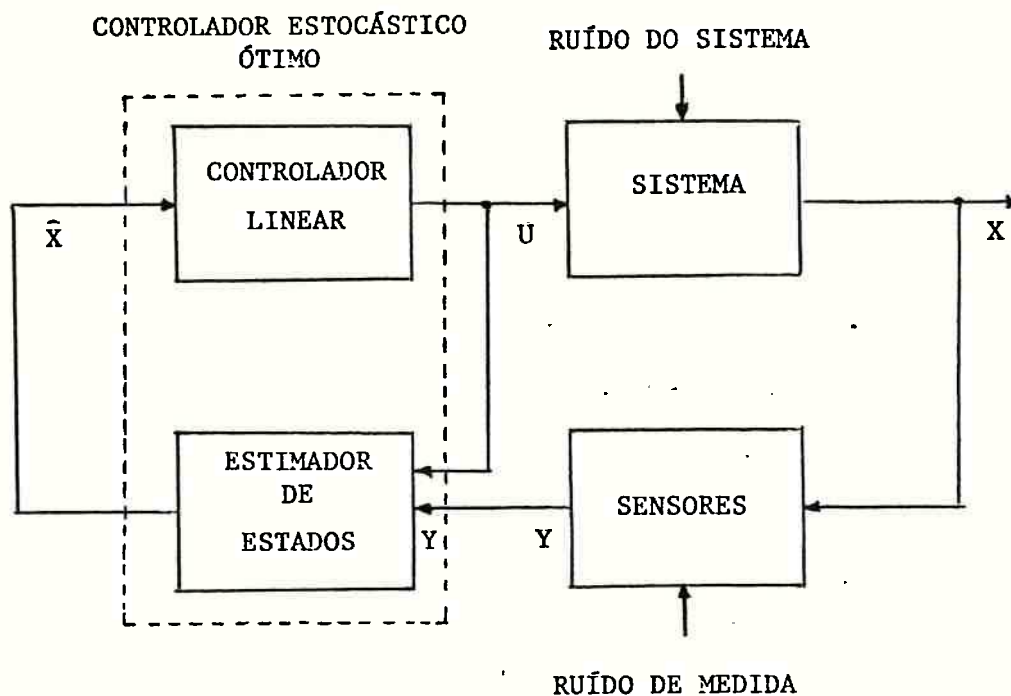 CONTROLADOR ESTOCÁSTICO
ÓTIMO
RUÍDO DO SISTEMA
CONTROLADOR
LINEAR
SISTEMA
X̂
U
X
ESTIMADOR
DE
ESTADOS
Y
Y
SENSORES
RUÍDO DE MEDIDA